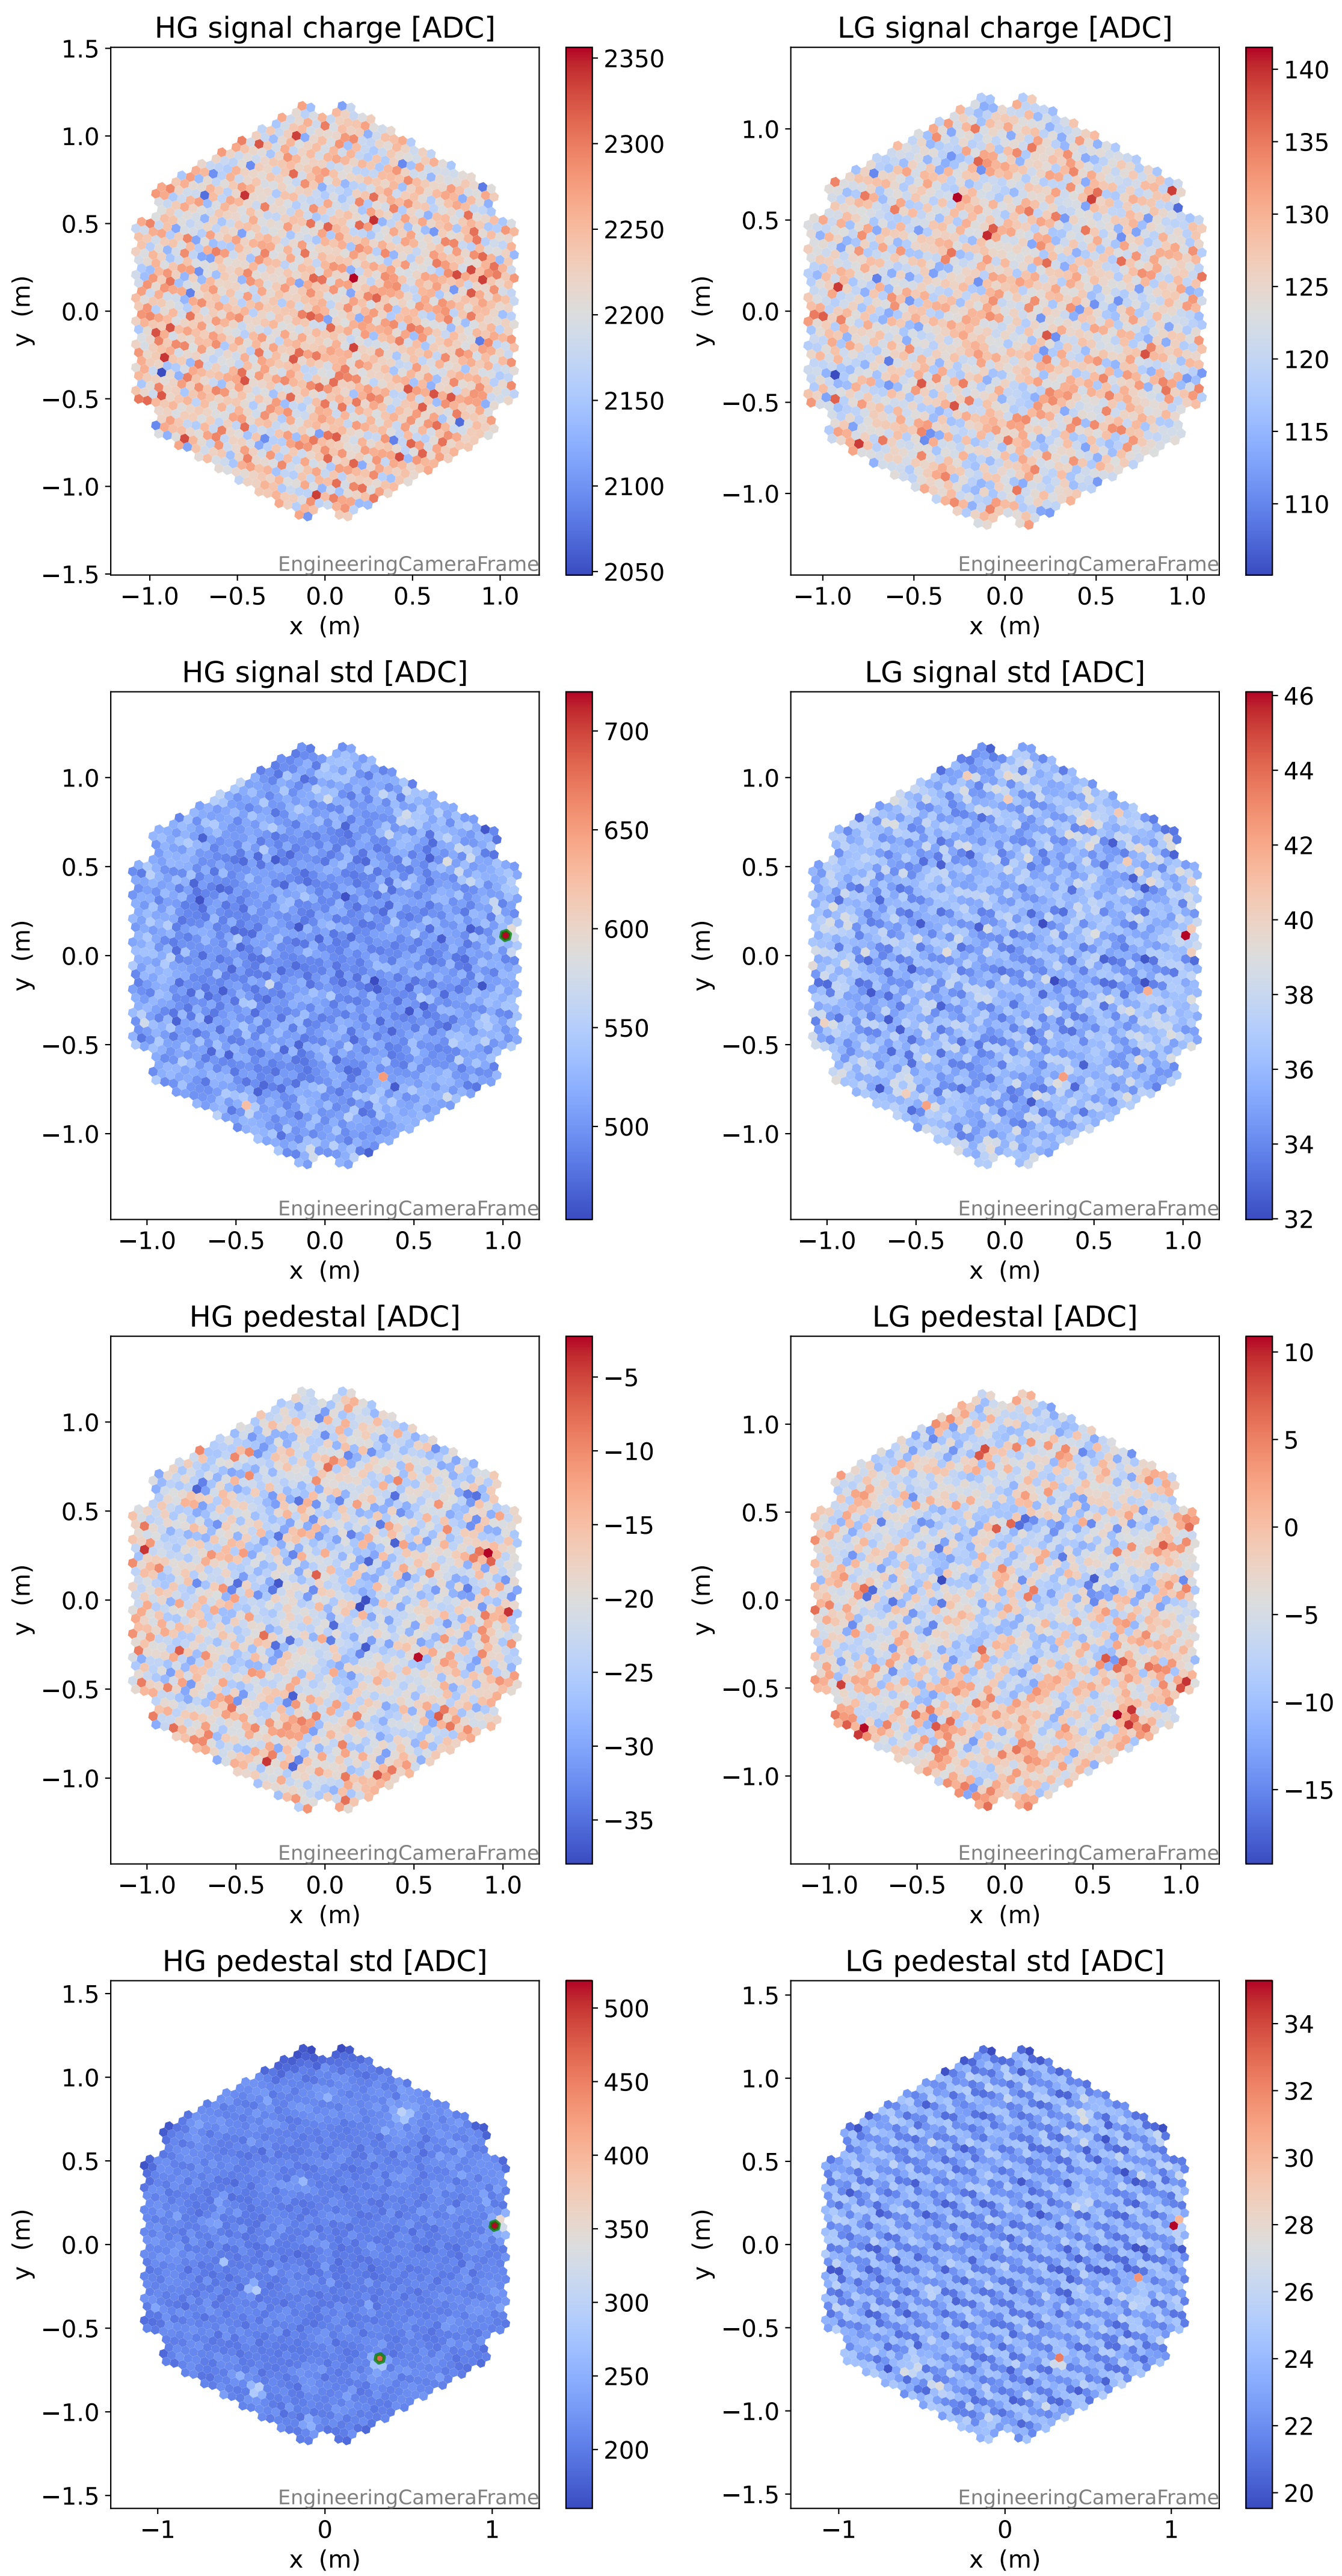 HG signal charge [ADC]
1.5
1.0
0.5
0.0
−0.5
−1.0
−1.5
y (m)
−1.0 −0.5 0.0 0.5 1.0
x (m)
EngineeringCameraFrame
2350
2300
2250
2200
2150
2100
2050
LG signal charge [ADC]
1.0
0.5
0.0
−0.5
−1.0
y (m)
−1.0 −0.5 0.0 0.5 1.0
x (m)
EngineeringCameraFrame
140
135
130
125
120
115
110
HG signal std [ADC]
1.0
0.5
0.0
−0.5
−1.0
y (m)
−1.0 −0.5 0.0 0.5 1.0
x (m)
EngineeringCameraFrame
700
650
600
550
500
LG signal std [ADC]
1.0
0.5
0.0
−0.5
−1.0
y (m)
−1.0 −0.5 0.0 0.5 1.0
x (m)
EngineeringCameraFrame
46
44
42
40
38
36
34
32
HG pedestal [ADC]
1.0
0.5
0.0
−0.5
−1.0
y (m)
−1.0 −0.5 0.0 0.5 1.0
x (m)
EngineeringCameraFrame
−5
−10
−15
−20
−25
−30
−35
LG pedestal [ADC]
1.0
0.5
0.0
−0.5
−1.0
y (m)
−1.0 −0.5 0.0 0.5 1.0
x (m)
EngineeringCameraFrame
10
5
0
−5
−10
−15
HG pedestal std [ADC]
1.5
1.0
0.5
0.0
−0.5
−1.0
−1.5
y (m)
−1 0 1
x (m)
EngineeringCameraFrame
500
450
400
350
300
250
200
LG pedestal std [ADC]
1.5
1.0
0.5
0.0
−0.5
−1.0
−1.5
y (m)
−1 0 1
x (m)
EngineeringCameraFrame
34
32
30
28
26
24
22
20